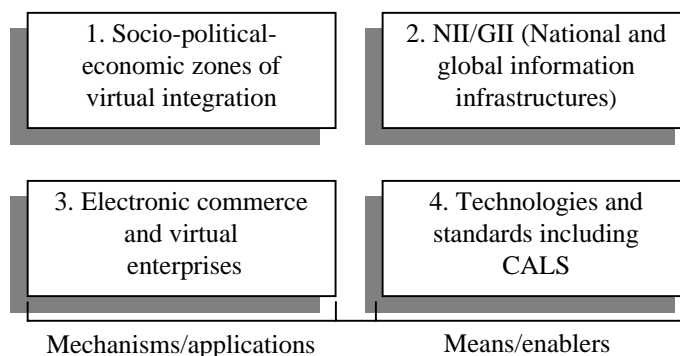 1. Socio-political-
economic zones of
virtual integration
2. NII/GII (National and
global information
infrastructures)
3. Electronic commerce
and virtual
enterprises
4. Technologies and
standards including
CALS
Mechanisms/applications
Means/enablers